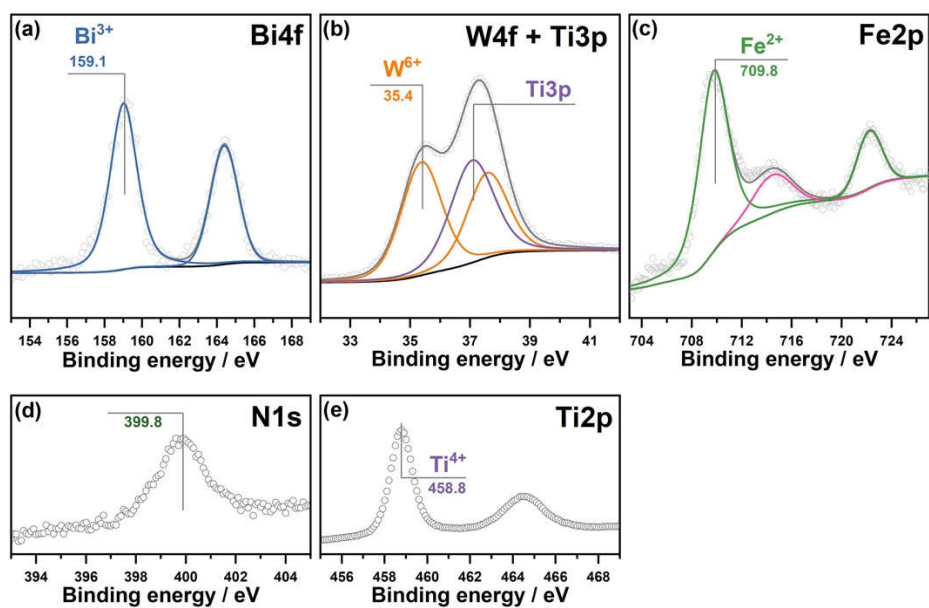 (a) Bi³⁺ Bi4f
159.1
154 156 158 160 162 164 166 168
Binding energy / eV
(b) W4f + Ti3p
W⁶⁺
35.4
Ti3p
33 35 37 39 41
Binding energy / eV
(c) Fe2p
Fe²⁺
709.8
704 708 712 716 720 724
Binding energy / eV
(d) N1s
399.8
394 396 398 400 402 404
Binding energy / eV
(e) Ti2p
Ti⁴⁺
458.8
456 458 460 462 464 466 468
Binding energy / eV